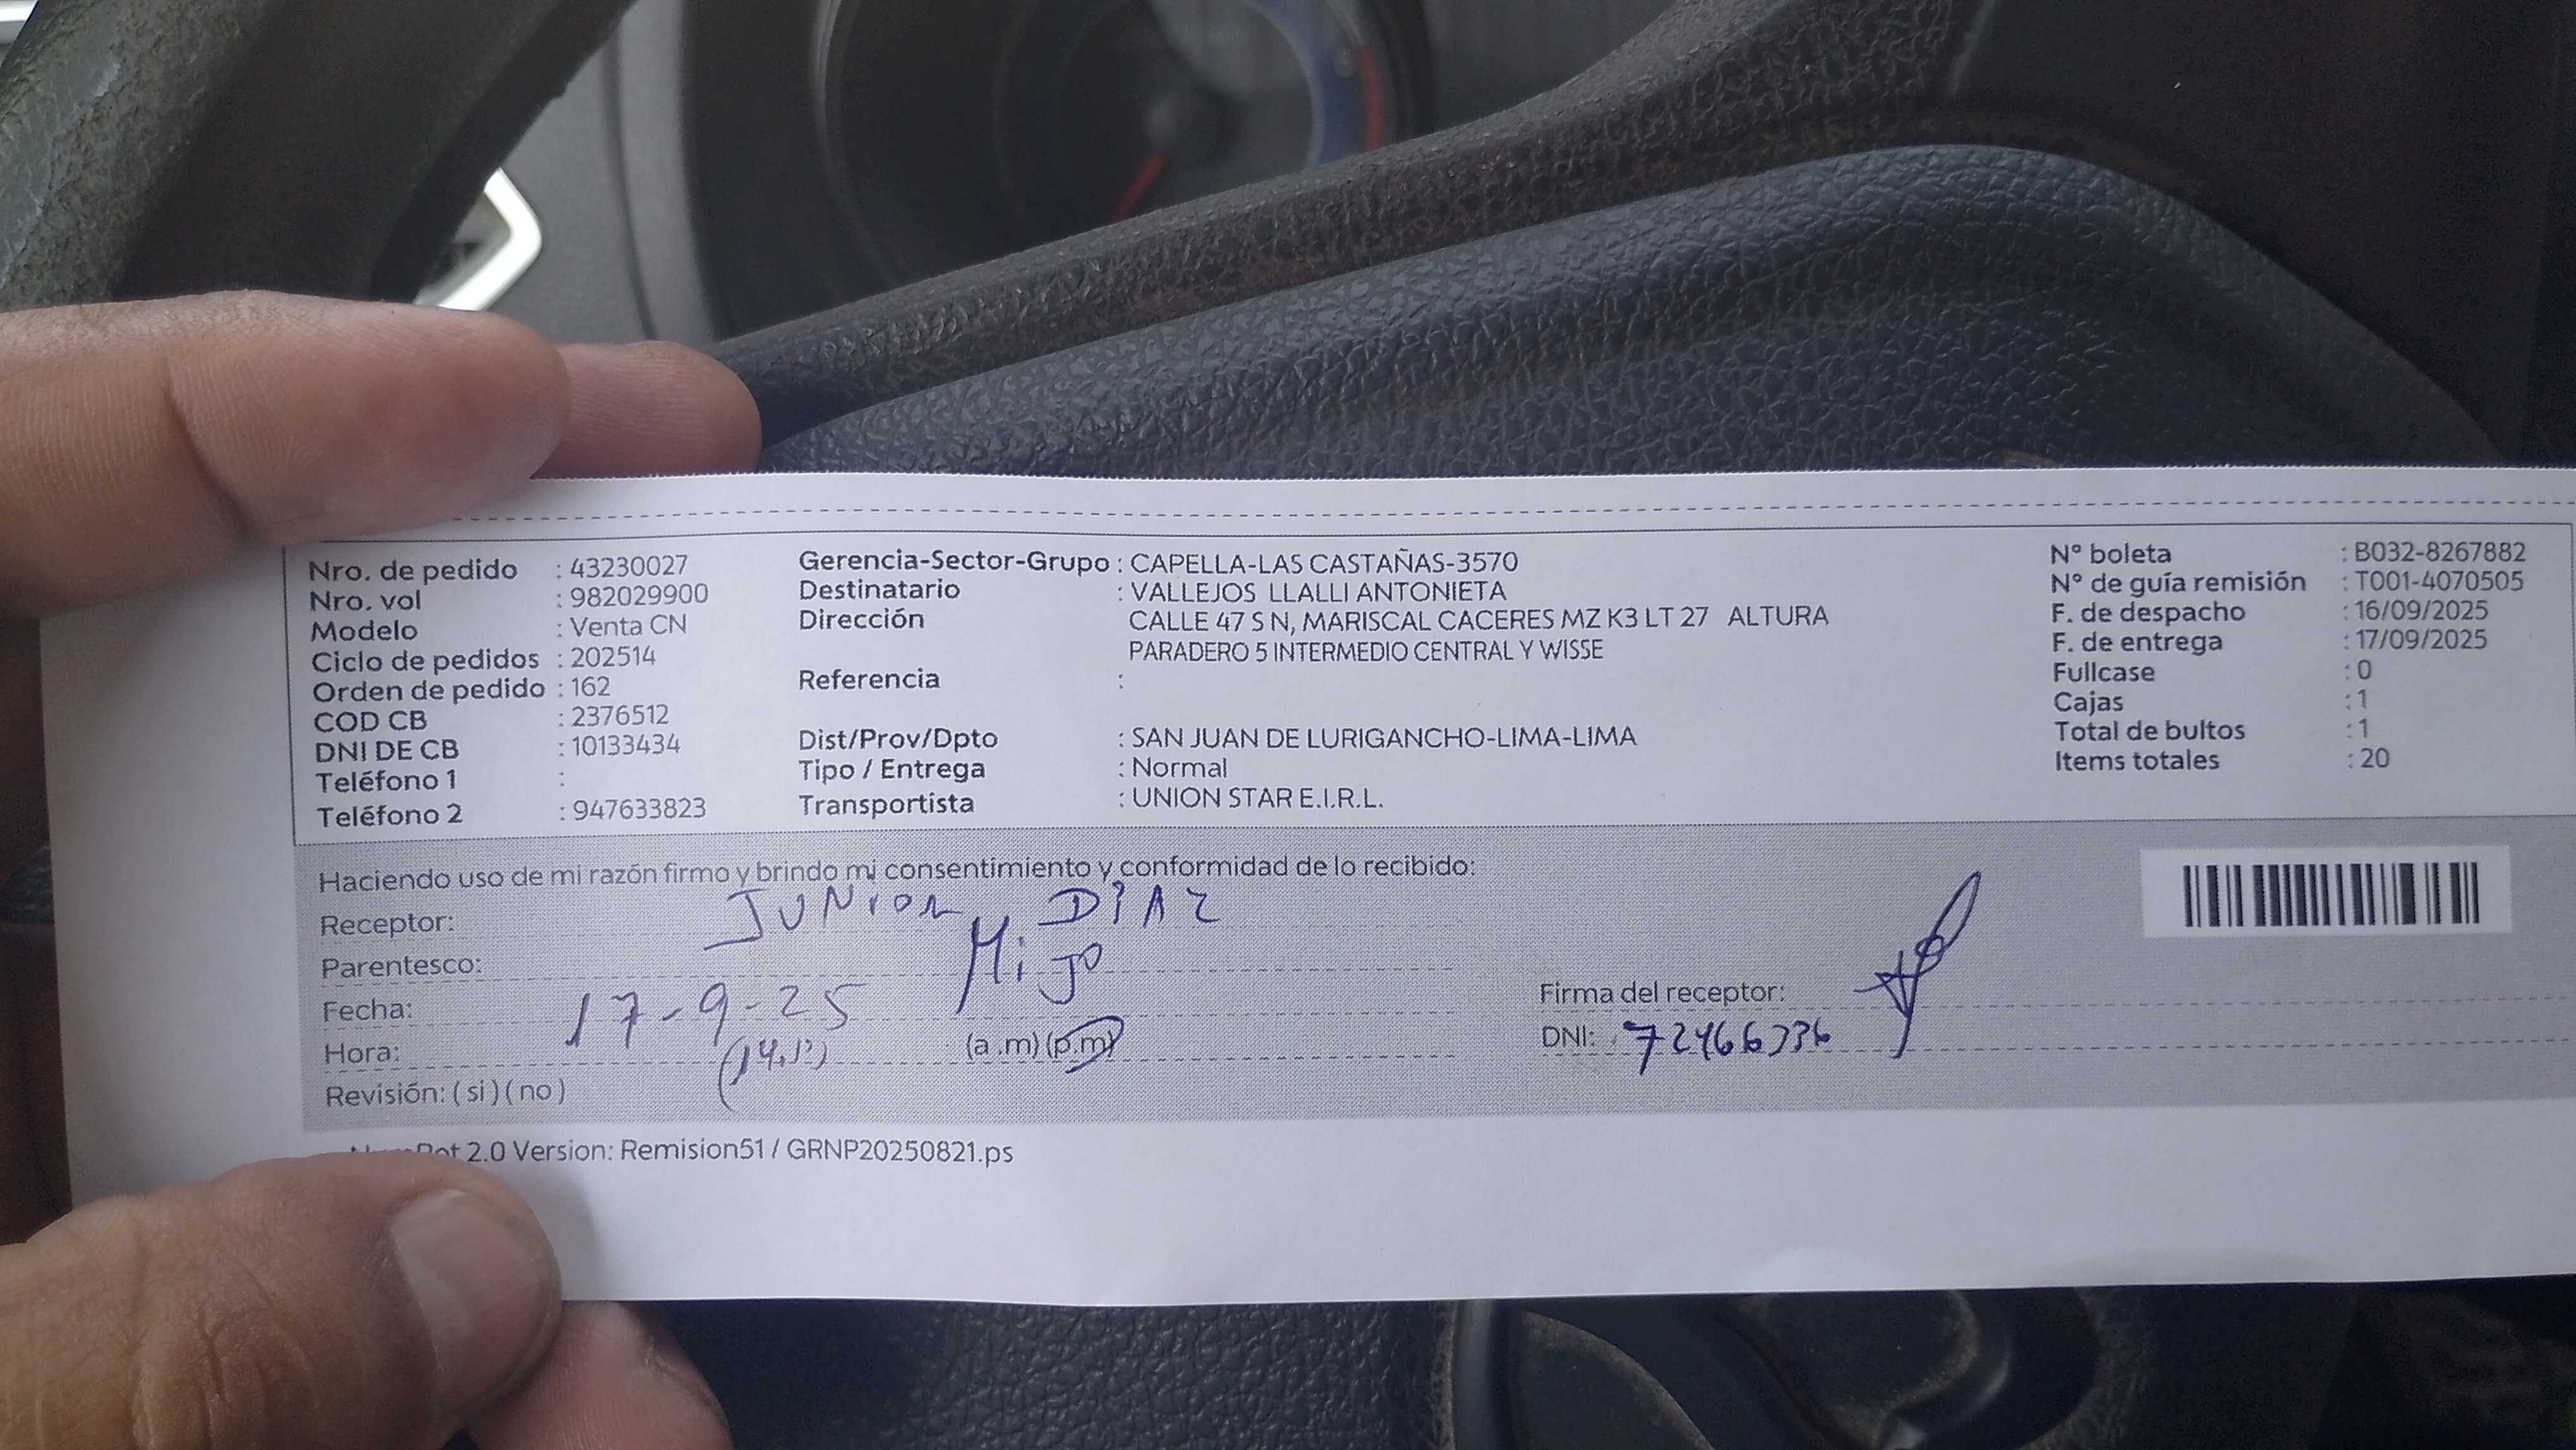 Nro. de pedido : 43230027
Nro. vol : 982029900
Modelo : Venta CN
Ciclo de pedidos : 202514
Orden de pedido : 162
COD CB : 2376512
DNI DE CB : 10133434
Teléfono 1 :
Teléfono 2 : 947633823
Gerencia-Sector-Grupo : CAPELLA-LAS CASTAÑAS-3570
Destinatario : VALLEJOS LLALLI ANTONIETA
Dirección CALLE 47 S N, MARISCAL CACERES MZ K3 LT 27 ALTURA
PARADERO 5 INTERMEDIO CENTRAL Y WISSE
Referencia :
Dist/Prov/Dpto : SAN JUAN DE LURIGANCHO-LIMA-LIMA
Tipo / Entrega : Normal
Transportista : UNION STAR E.I.R.L.
N° boleta : B032-8267882
N° de guía remisión : T001-4070505
F. de despacho : 16/09/2025
F. de entrega : 17/09/2025
Fullcase : 0
Cajas : 1
Total de bultos : 1
Items totales : 20
Haciendo uso de mi razón firmo y brindo mi consentimiento y conformidad de lo recibido:
Receptor: JUNIOR DIAZ
Parentesco: Hijo
Fecha: 17-9-25
Hora: (a .m) (p.m)
Revisión: ( si ) ( no )
Firma del receptor:
DNI: 72466336
2.0 Version: Remision51 / GRNP20250821.ps